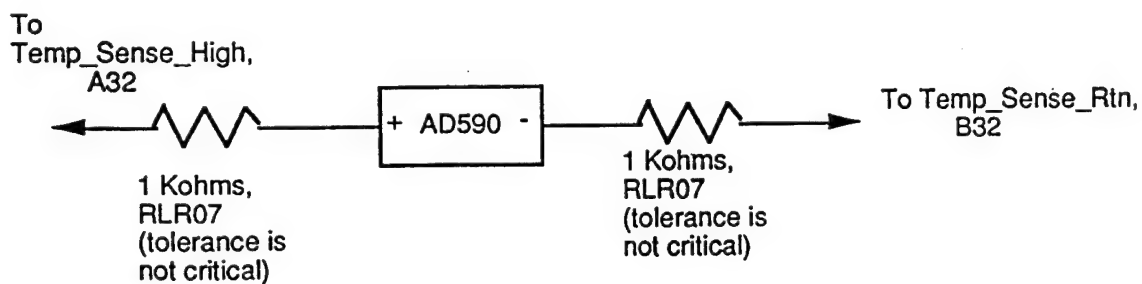 To
Temp_Sense_High,
A32
+ AD590 -
To Temp_Sense_Rtn,
B32
1 Kohms,
RLR07
(tolerance is
not critical)
1 Kohms,
RLR07
(tolerance is
not critical)